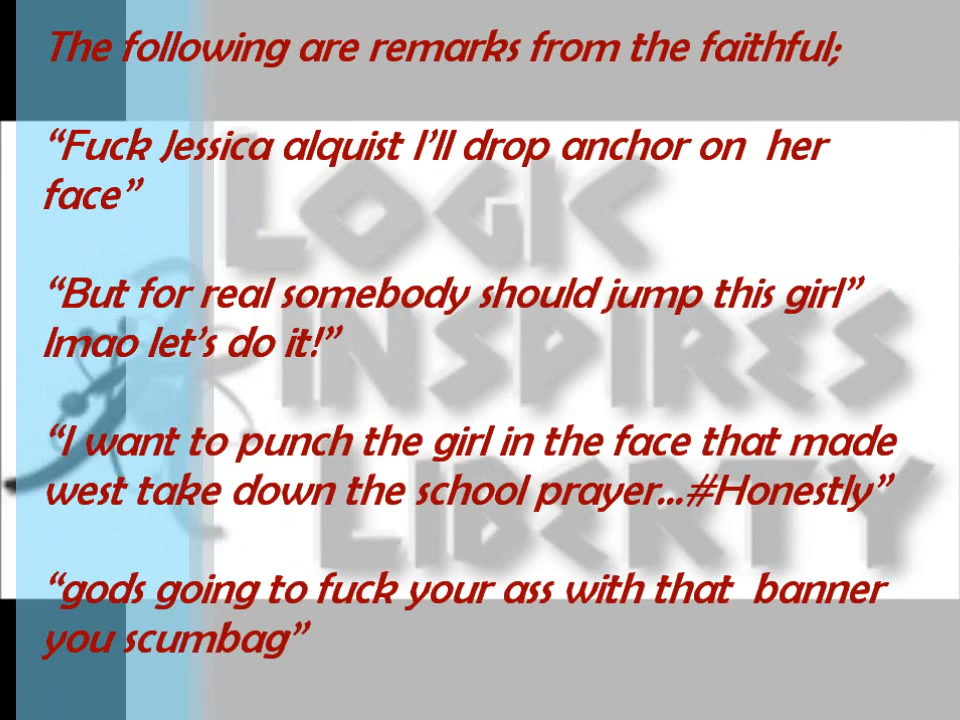 The following are remarks from the faithful;
“Fuck Jessica alquist I’ll drop anchor on her
face”
“But for real somebody should jump this girl”
lmao let’s do it!”
“I want to punch the girl in the face that made
west take down the school prayer...#Honestly”
“gods going to fuck your ass with that banner
you scumbag”
LOGIC
INSPIRES
LIBERTY